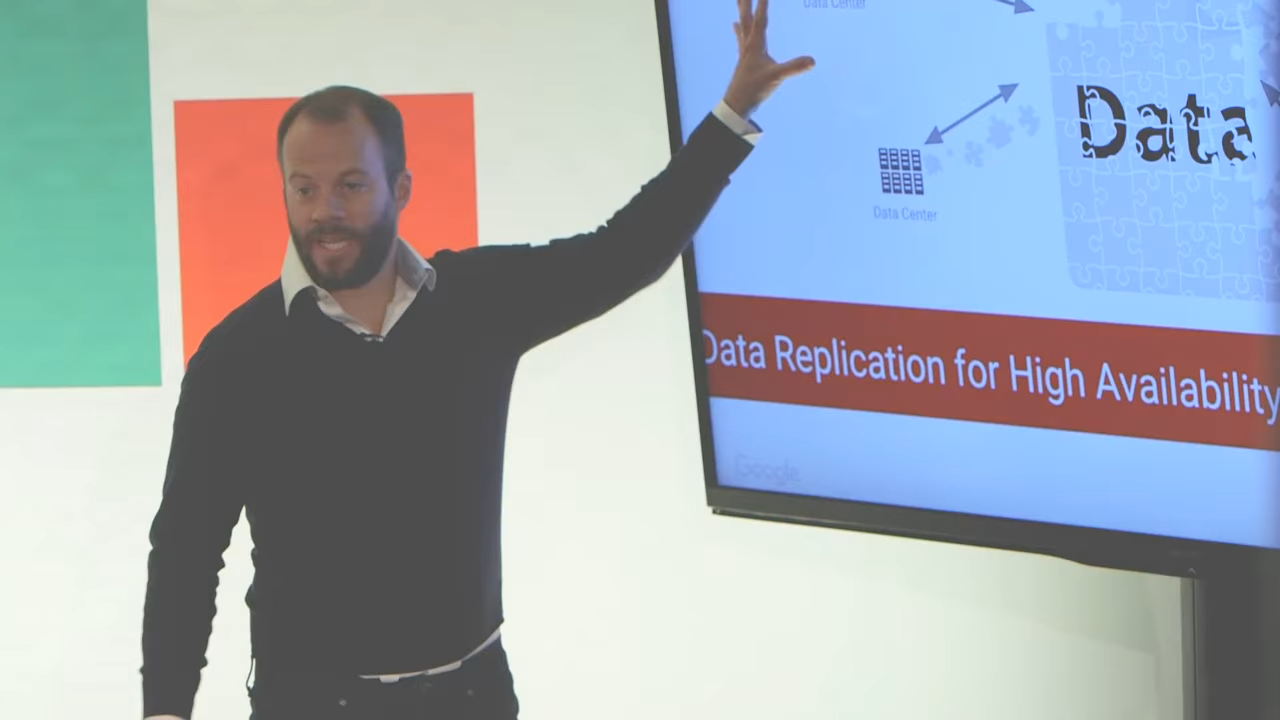 Data Center
Data
Data Center
Data Replication for High Availability
Google